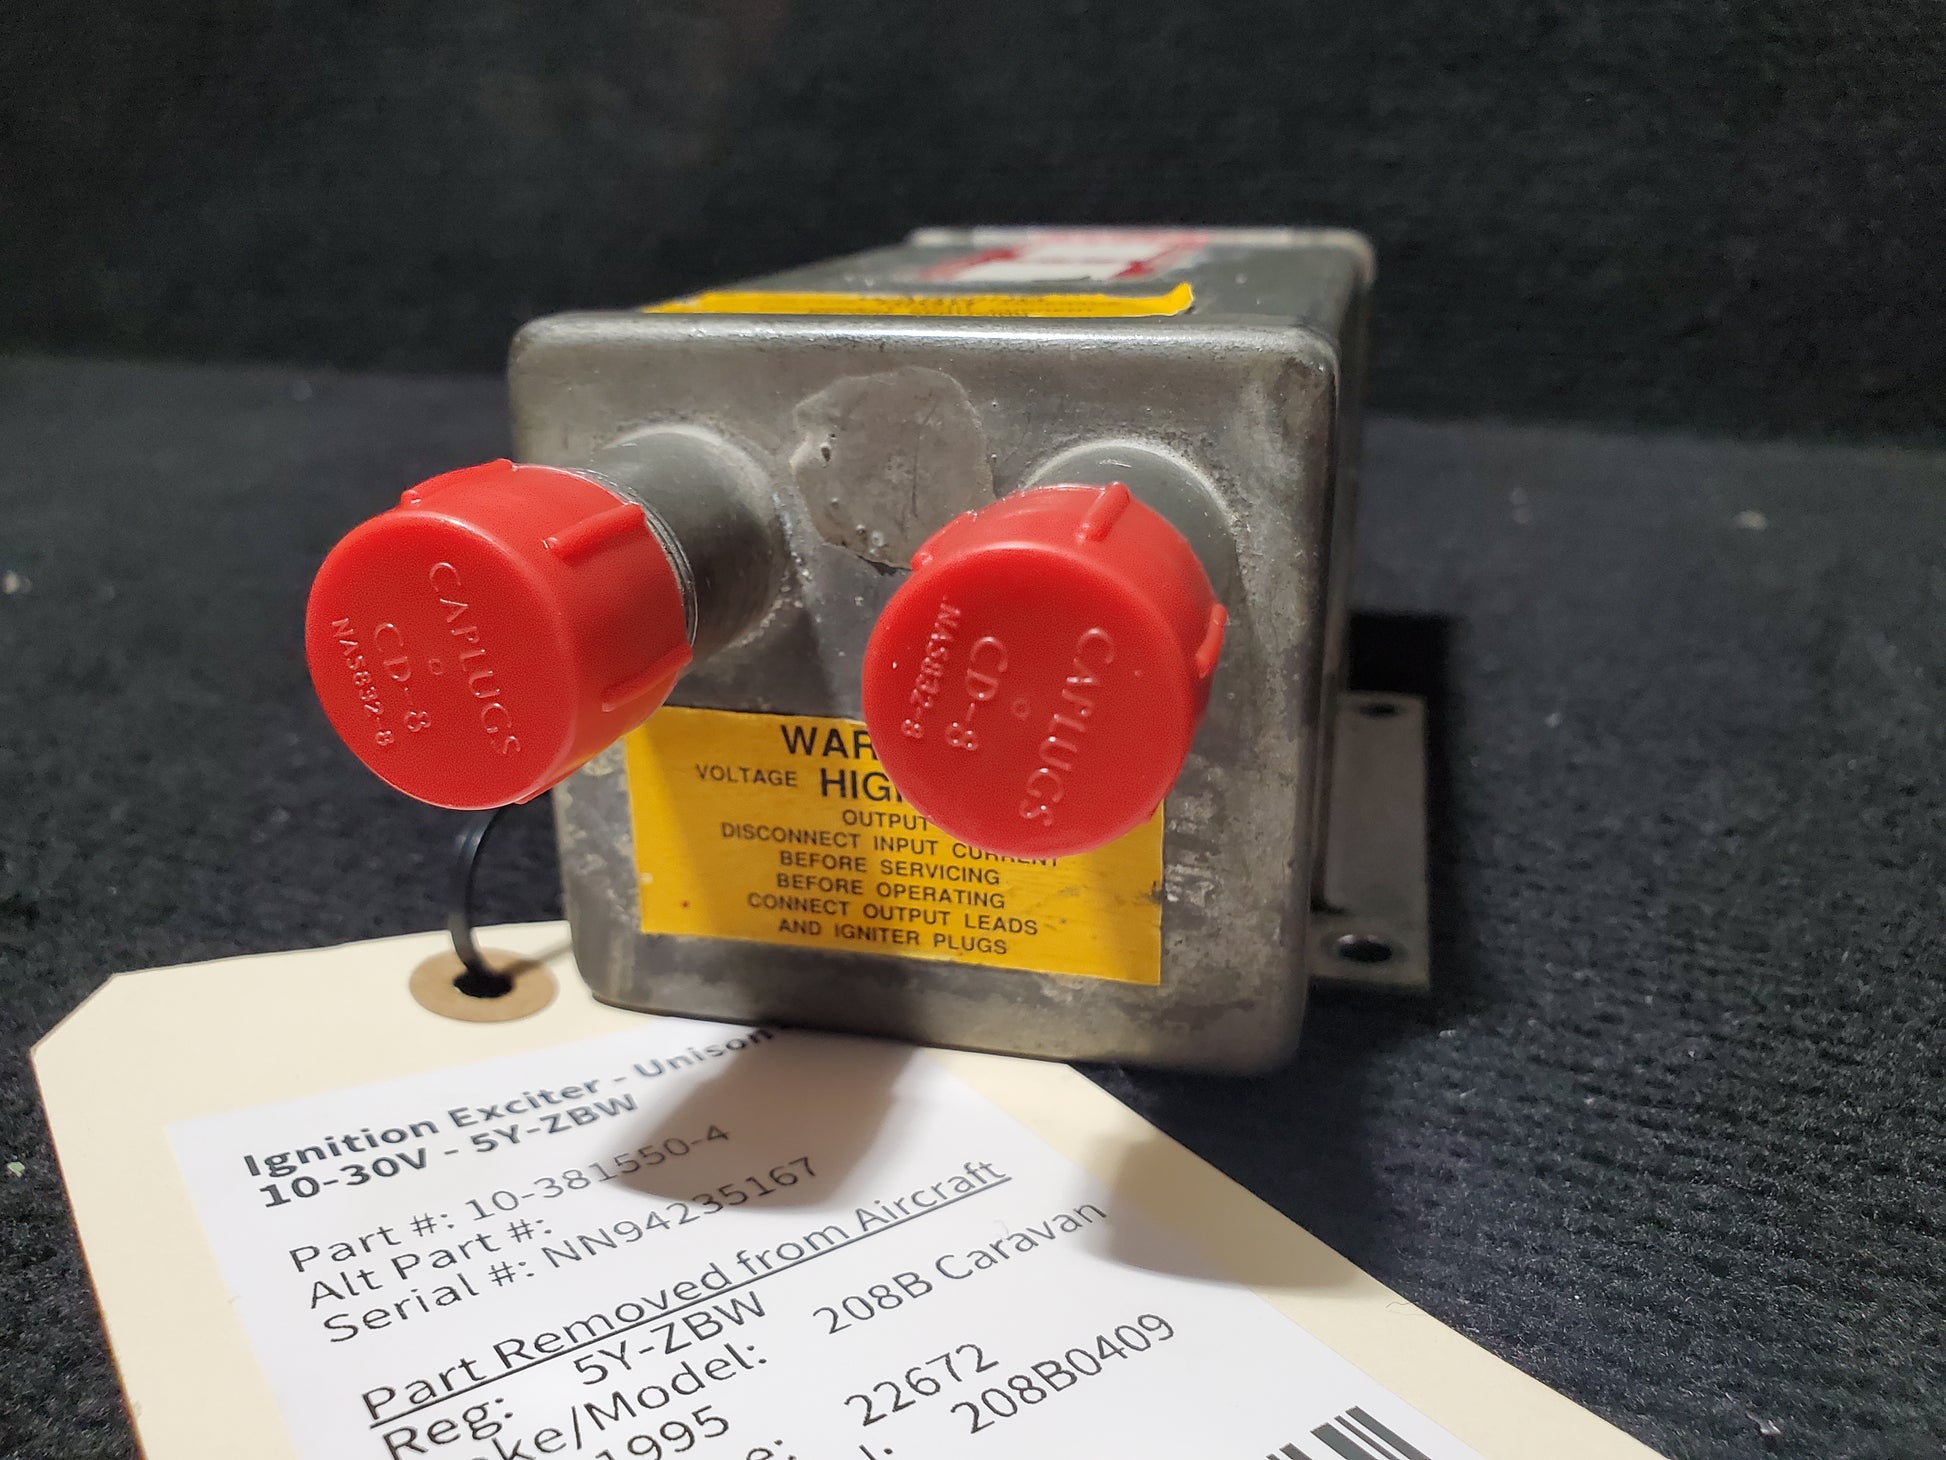 CAPLUGS
CD-8
NAS832-8
CAPLUGS
CD-8
NAS832-8
VOLTAGE
OUTPUT
DISCONNECT INPUT CURRENT
BEFORE SERVICING
BEFORE OPERATING
CONNECT OUTPUT LEADS
AND IGNITER PLUGS
Ignition Exciter - Unison
10-30V - 5Y-ZBW
Part #: 10-381550-4
Alt Part #:
Serial #: NN94235167
Part Removed from Aircraft
Reg: 5Y-ZBW
ke/Model: 208B Caravan
1995 22672
208B0409